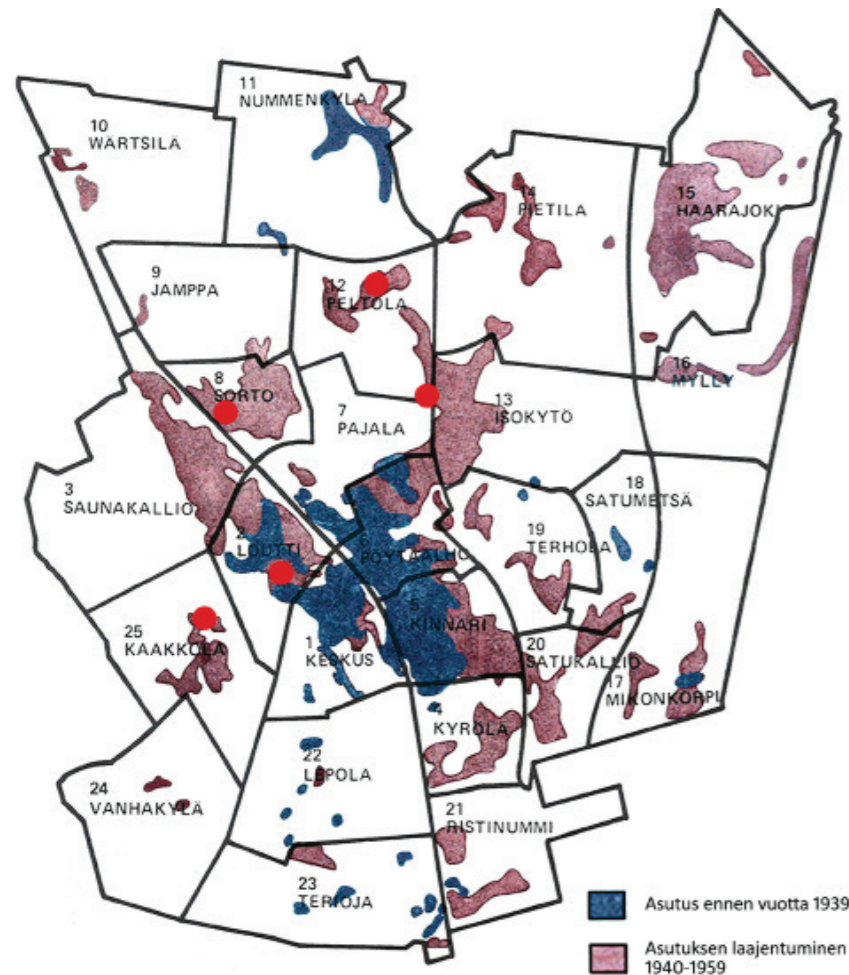 11
NUMMENKYLÄ
10
WÄRTSILÄ
14
PIETILA
15
HAARAJOKI
9
JAMPPA
12
PELTOLA
16
MYLLY
8
SORTO
7
PAJALA
13
ISOKYTÖ
3
SAUNAKALLIO
18
SATUMETSÄ
2
LOUTTI
6
PÖYTÄALHO
19
TERHOLA
25
KAAKKOLA
5
KINNARI
1
KESKUS
20
SATUKALLIO
17
MIKONKORPI
4
KYRÖLÄ
22
LEPOLA
24
VANHAKYLÄ
21
RISTINUMMI
23
TERIOJA
Asutus ennen vuotta 1939
Asutuksen laajentuminen
1940-1959